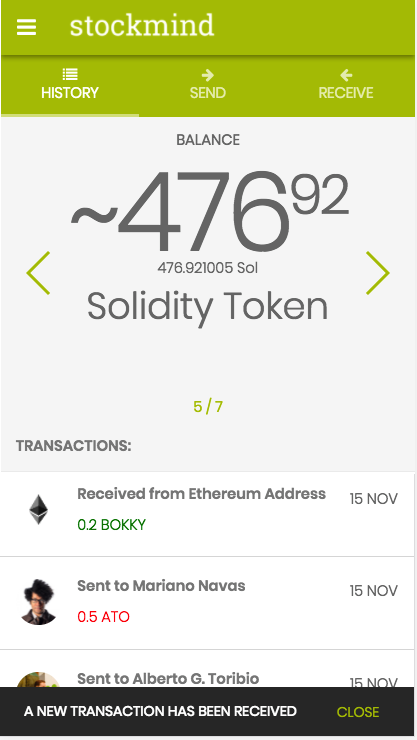 stockmind
HISTORY
SEND
RECEIVE
BALANCE
~476 92
476.921005 Sol
Solidity Token
5 / 7
TRANSACTIONS:
Received from Ethereum Address
15 NOV
0.2 BOKKY
Sent to Mariano Navas
15 NOV
0.5 ATO
Sent to Alberto G. Toribio
15 NOV
A NEW TRANSACTION HAS BEEN RECEIVED
CLOSE